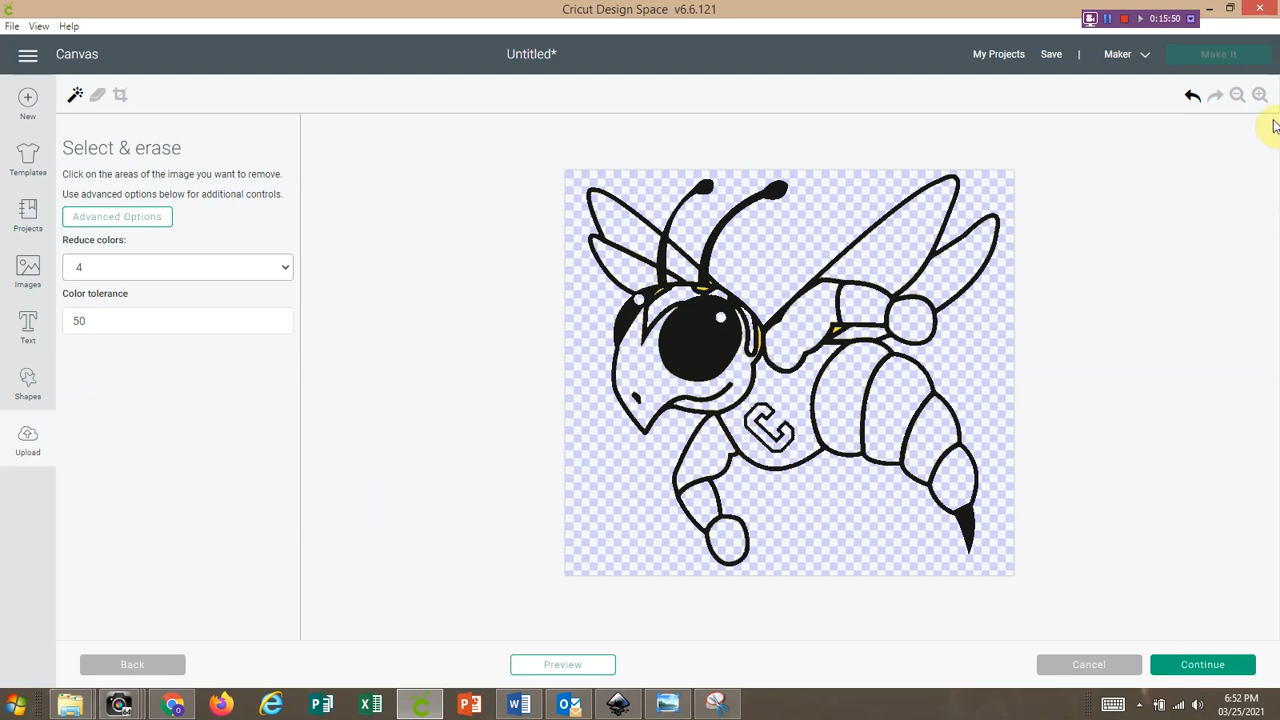 Cricut Design Space v6.6.121
File View Help
0:15:50
Canvas
Untitled*
My Projects Save | Maker Make It
New
Templates
Projects
Images
Text
Shapes
Upload
Select & erase
Click on the areas of the image you want to remove.
Use advanced options below for additional controls.
Advanced Options
Reduce colors:
4
Color tolerance
50
C
Back Preview Cancel Continue
6:52 PM
03/25/2021